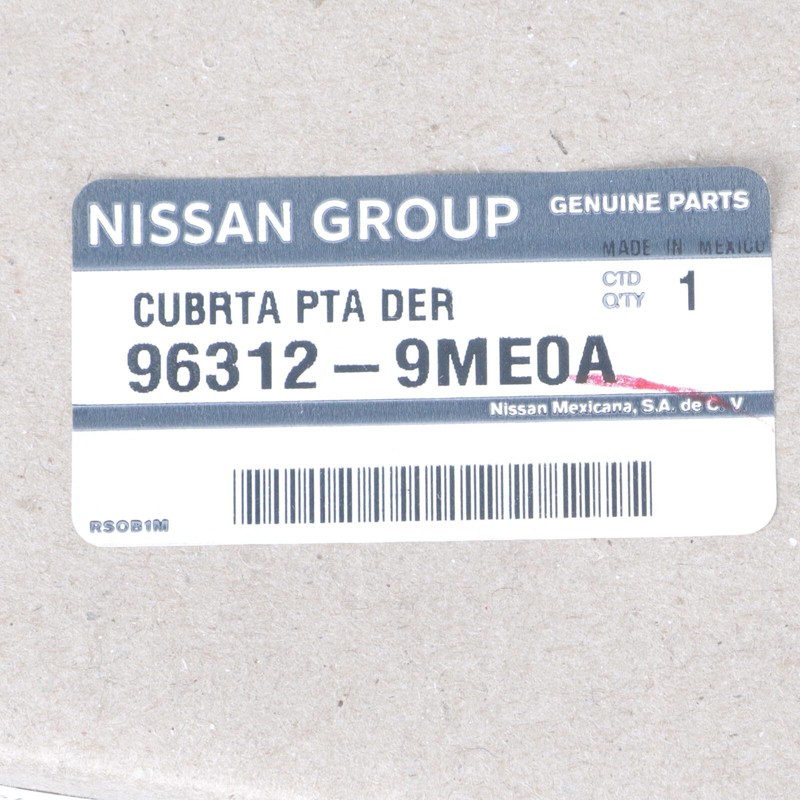 NISSAN GROUP
GENUINE PARTS
MADE IN MEXICO
CUBRTA PTA DER
CTD
Q'TY
1
96312-9ME0A
Nissan Mexicana, S.A. de C. V
RSOB1M